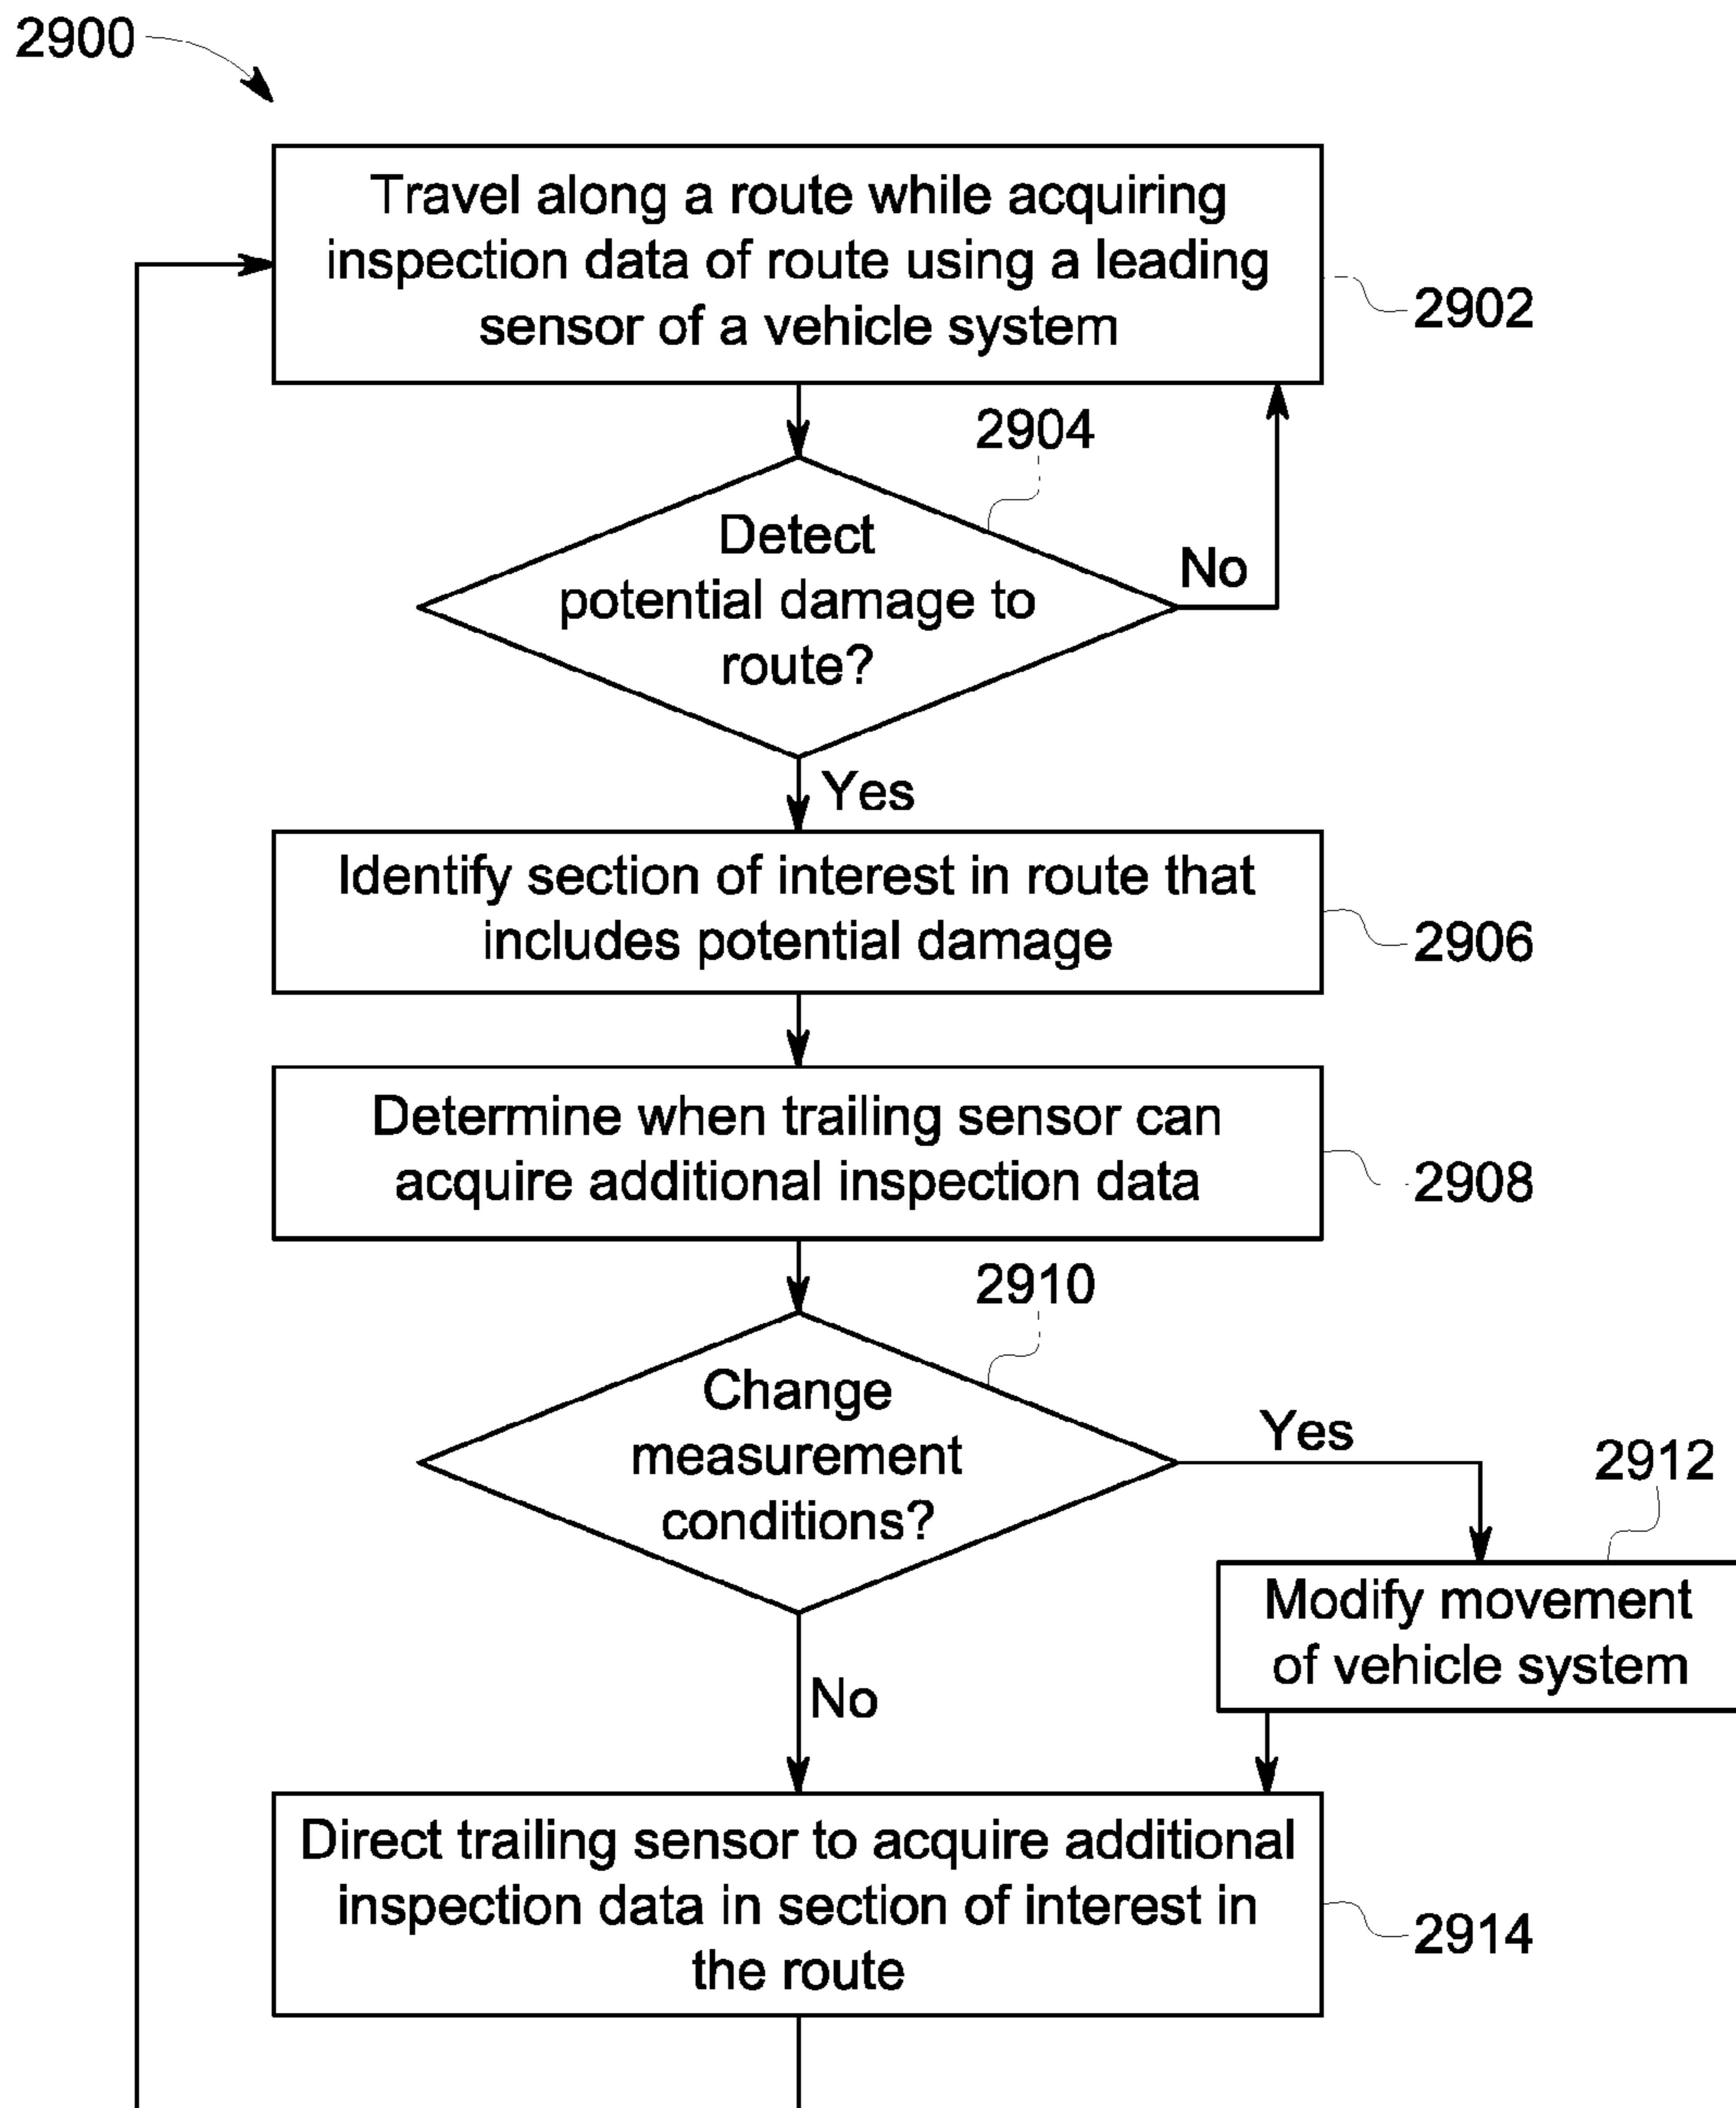 2900
Travel along a route while acquiring
inspection data of route using a leading
sensor of a vehicle system
2902
2904
Detect
potential damage to
route?
No
Yes
Identify section of interest in route that
includes potential damage
2906
Determine when trailing sensor can
acquire additional inspection data
2908
2910
Change
measurement
conditions?
Yes
2912
Modify movement
of vehicle system
No
Direct trailing sensor to acquire additional
inspection data in section of interest in
the route
2914